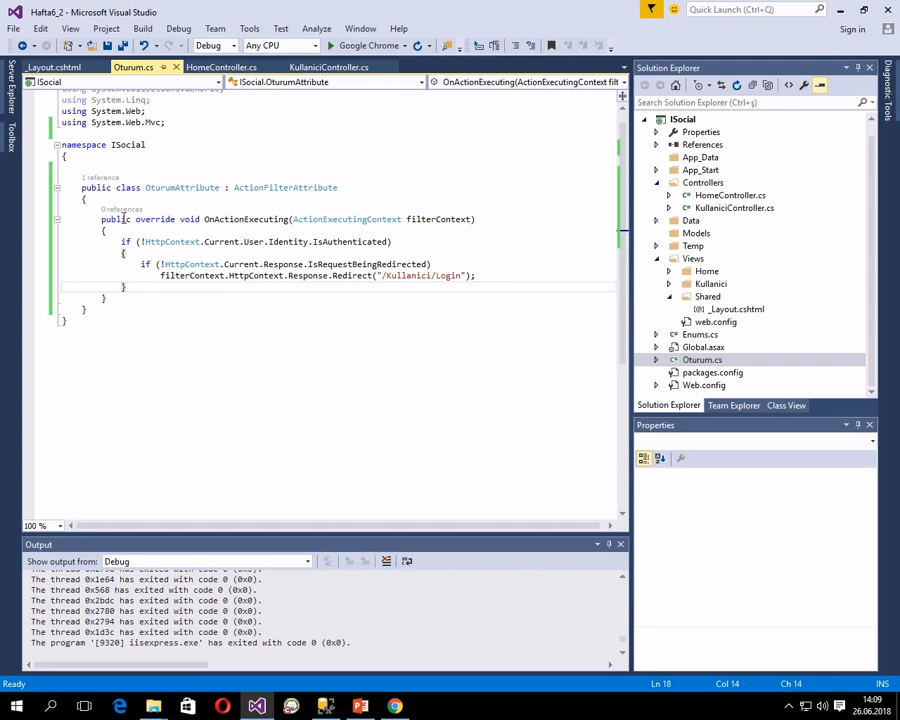 Hafta6_2 - Microsoft Visual Studio
Quick Launch (Ctrl+Q)
File Edit View Project Build Debug Team Tools Test Analyze Window Help
Sign in
Debug Any CPU Google Chrome
_Layout.cshtml Oturum.cs HomeController.cs KullaniciController.cs
ISocial ISocial.OturumAttribute OnActionExecuting(ActionExecutingContext filt
using System.Linq;
using System.Web;
using System.Web.Mvc;
namespace ISocial
{
1 reference
public class OturumAttribute : ActionFilterAttribute
{
0 references
public override void OnActionExecuting(ActionExecutingContext filterContext)
{
if (!HttpContext.Current.User.Identity.IsAuthenticated)
{
if (!HttpContext.Current.Response.IsRequestBeingRedirected)
filterContext.HttpContext.Response.Redirect("/Kullanici/Login");
}
}
}
}
100 %
Server Explorer
Toolbox
Solution Explorer
Search Solution Explorer (Ctrl+ş)
ISocial
Properties
References
App_Data
App_Start
Controllers
HomeController.cs
KullaniciController.cs
Data
Models
Temp
Views
Home
Kullanici
Shared
_Layout.cshtml
web.config
Enums.cs
Global.asax
Oturum.cs
packages.config
Web.config
Solution Explorer Team Explorer Class View
Properties
Diagnostic Tools
Output
Show output from: Debug
The thread 0x1e64 has exited with code 0 (0x0).
The thread 0x568 has exited with code 0 (0x0).
The thread 0x2bdc has exited with code 0 (0x0).
The thread 0x2780 has exited with code 0 (0x0).
The thread 0x2794 has exited with code 0 (0x0).
The thread 0x1d3c has exited with code 0 (0x0).
The program '[9320] iisexpress.exe' has exited with code 0 (0x0).
Ready Ln 18 Col 14 Ch 14 INS
14:09
26.06.2018